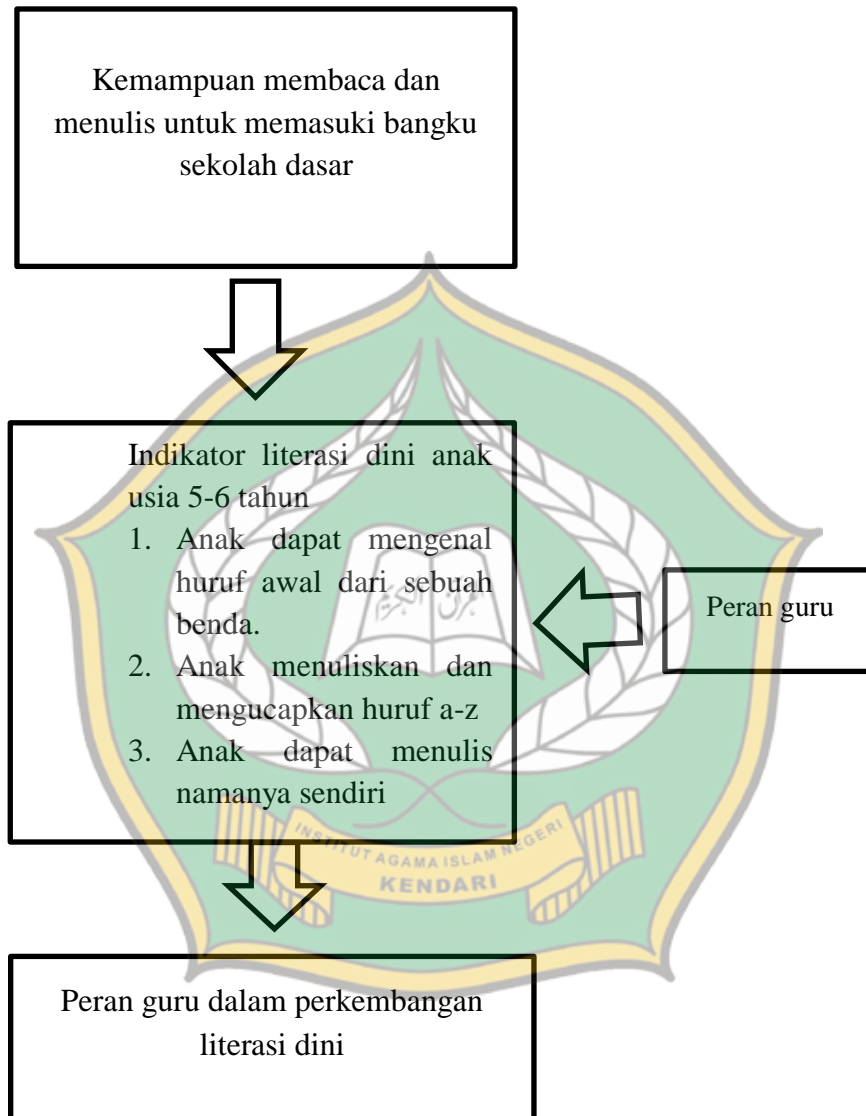 Kemampuan membaca dan
menulis untuk memasuki bangku
sekolah dasar
Indikator literasi dini anak
usia 5-6 tahun
1. Anak dapat mengenal
huruf awal dari sebuah
benda.
2. Anak menuliskan dan
mengucapkan huruf a-z
3. Anak dapat menulis
namanya sendiri
Peran guru
INSTITUT AGAMA ISLAM NEGERI
KENDARI
Peran guru dalam perkembangan
literasi dini